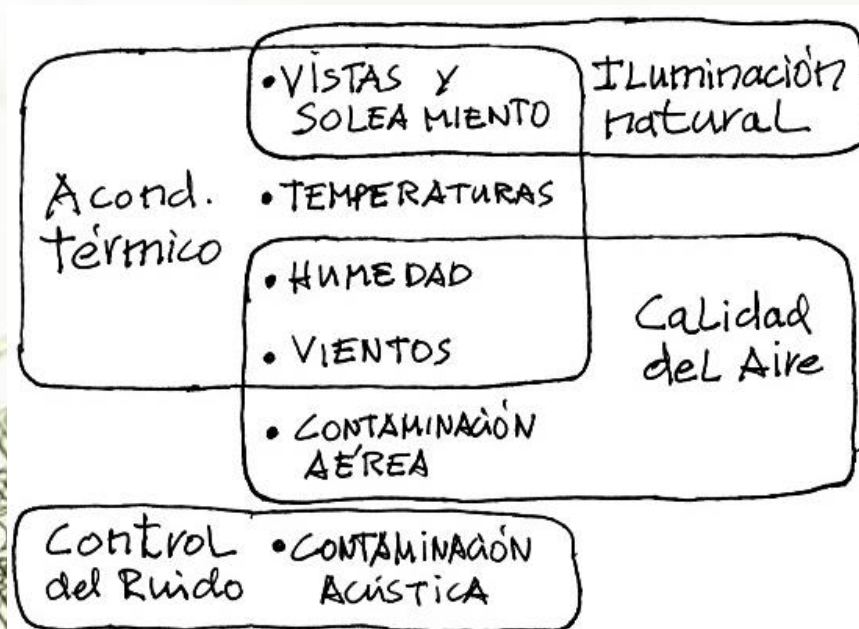 • VISTAS Y
SOLEAMIENTO
Iluminación
natural
Acond.
térmico
• TEMPERATURAS
• HUMEDAD
• VIENTOS
Calidad
del Aire
• CONTAMINACIÓN
AÉREA
Control
del Ruido
• CONTAMINACIÓN
ACÚSTICA